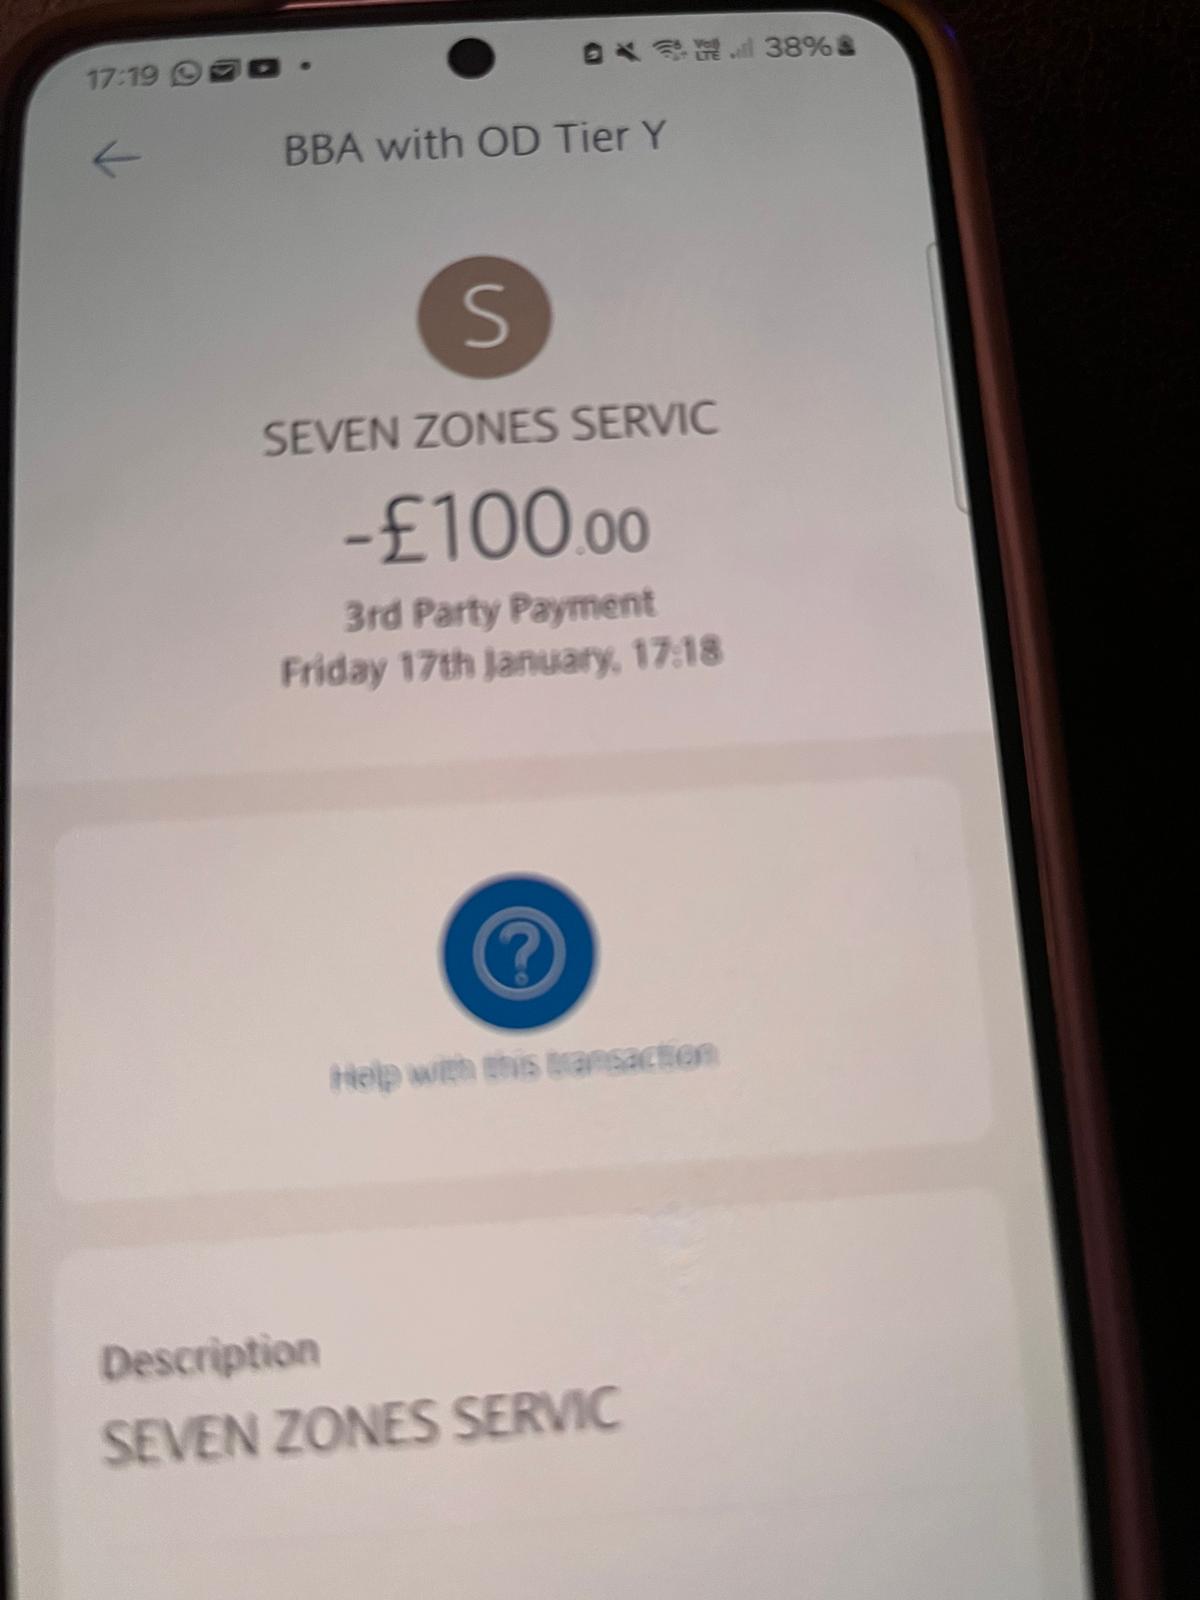 17:19
VoLTE 38%
BBA with OD Tier Y
S
SEVEN ZONES SERVIC
-£100.00
3rd Party Payment
Friday 17th January, 17:18
?
Help with this transaction
Description
SEVEN ZONES SERVIC